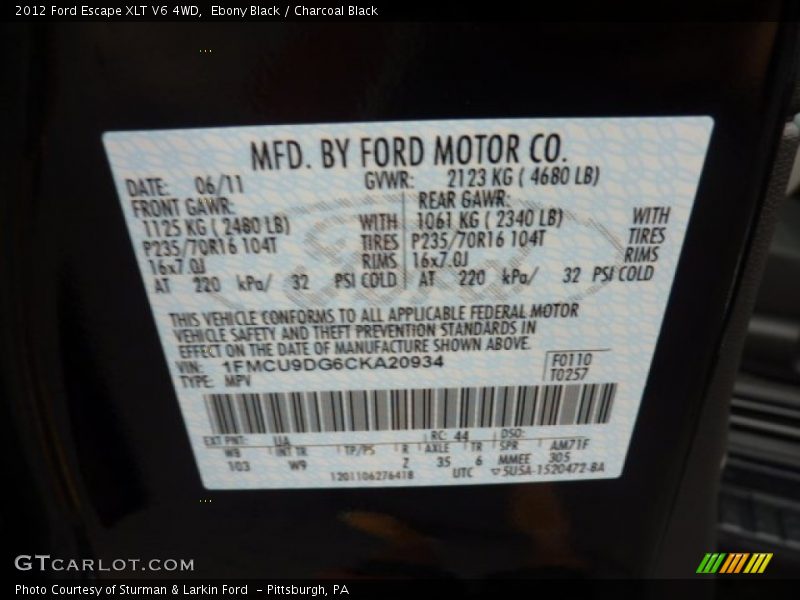 2012 Ford Escape XLT V6 4WD, Ebony Black / Charcoal Black
MFD. BY FORD MOTOR CO.
DATE: 06/11 GVWR: 2123 KG ( 4680 LB)
FRONT GAWR: REAR GAWR:
1125 KG ( 2480 LB) WITH 1061 KG ( 2340 LB) WITH
P235/70R16 104T TIRES P235/70R16 104T TIRES
16x7.0J RIMS 16x7.0J RIMS
AT 220 kPa/ 32 PSI COLD AT 220 kPa/ 32 PSI COLD
THIS VEHICLE CONFORMS TO ALL APPLICABLE FEDERAL MOTOR
VEHICLE SAFETY AND THEFT PREVENTION STANDARDS IN
EFFECT ON THE DATE OF MANUFACTURE SHOWN ABOVE.
VIN: 1FMCU9DG6CKA20934 F0110
TYPE: MPV T0257
EXT PNT: UA RC: 44 DSO:
WB INT TR TP/PS R AXLE TR SPR AM71F
103 W9 2 35 6 MMEE 305
1201106276418 UTC 5USA-1520472-BA
GTCARLOT.COM
Photo Courtesy of Sturman & Larkin Ford - Pittsburgh, PA